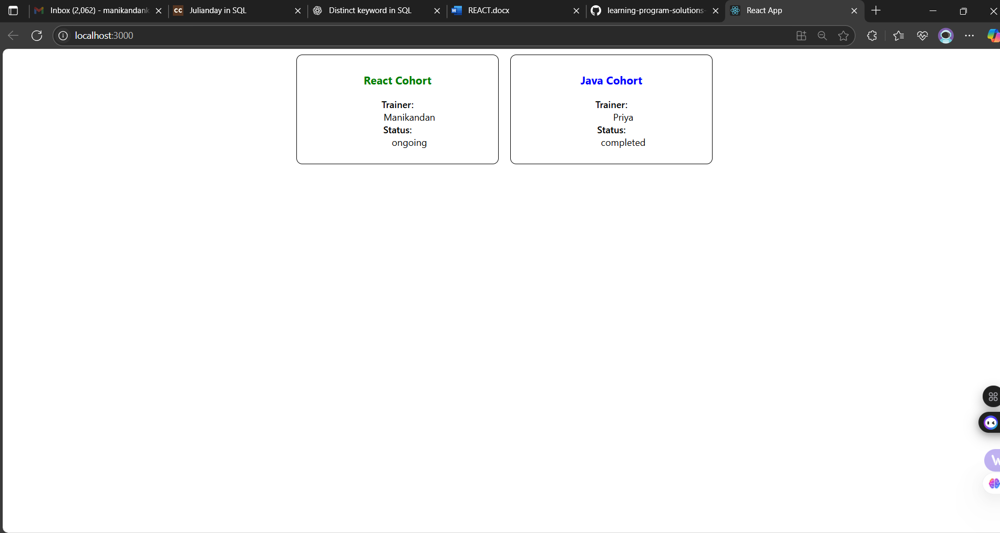 Inbox (2,062) - manikandank
CC Julianday in SQL
Distinct keyword in SQL
REACT.docx
learning-program-solutions-
React App
localhost:3000
React Cohort
Trainer:
Manikandan
Status:
ongoing
Java Cohort
Trainer:
Priya
Status:
completed